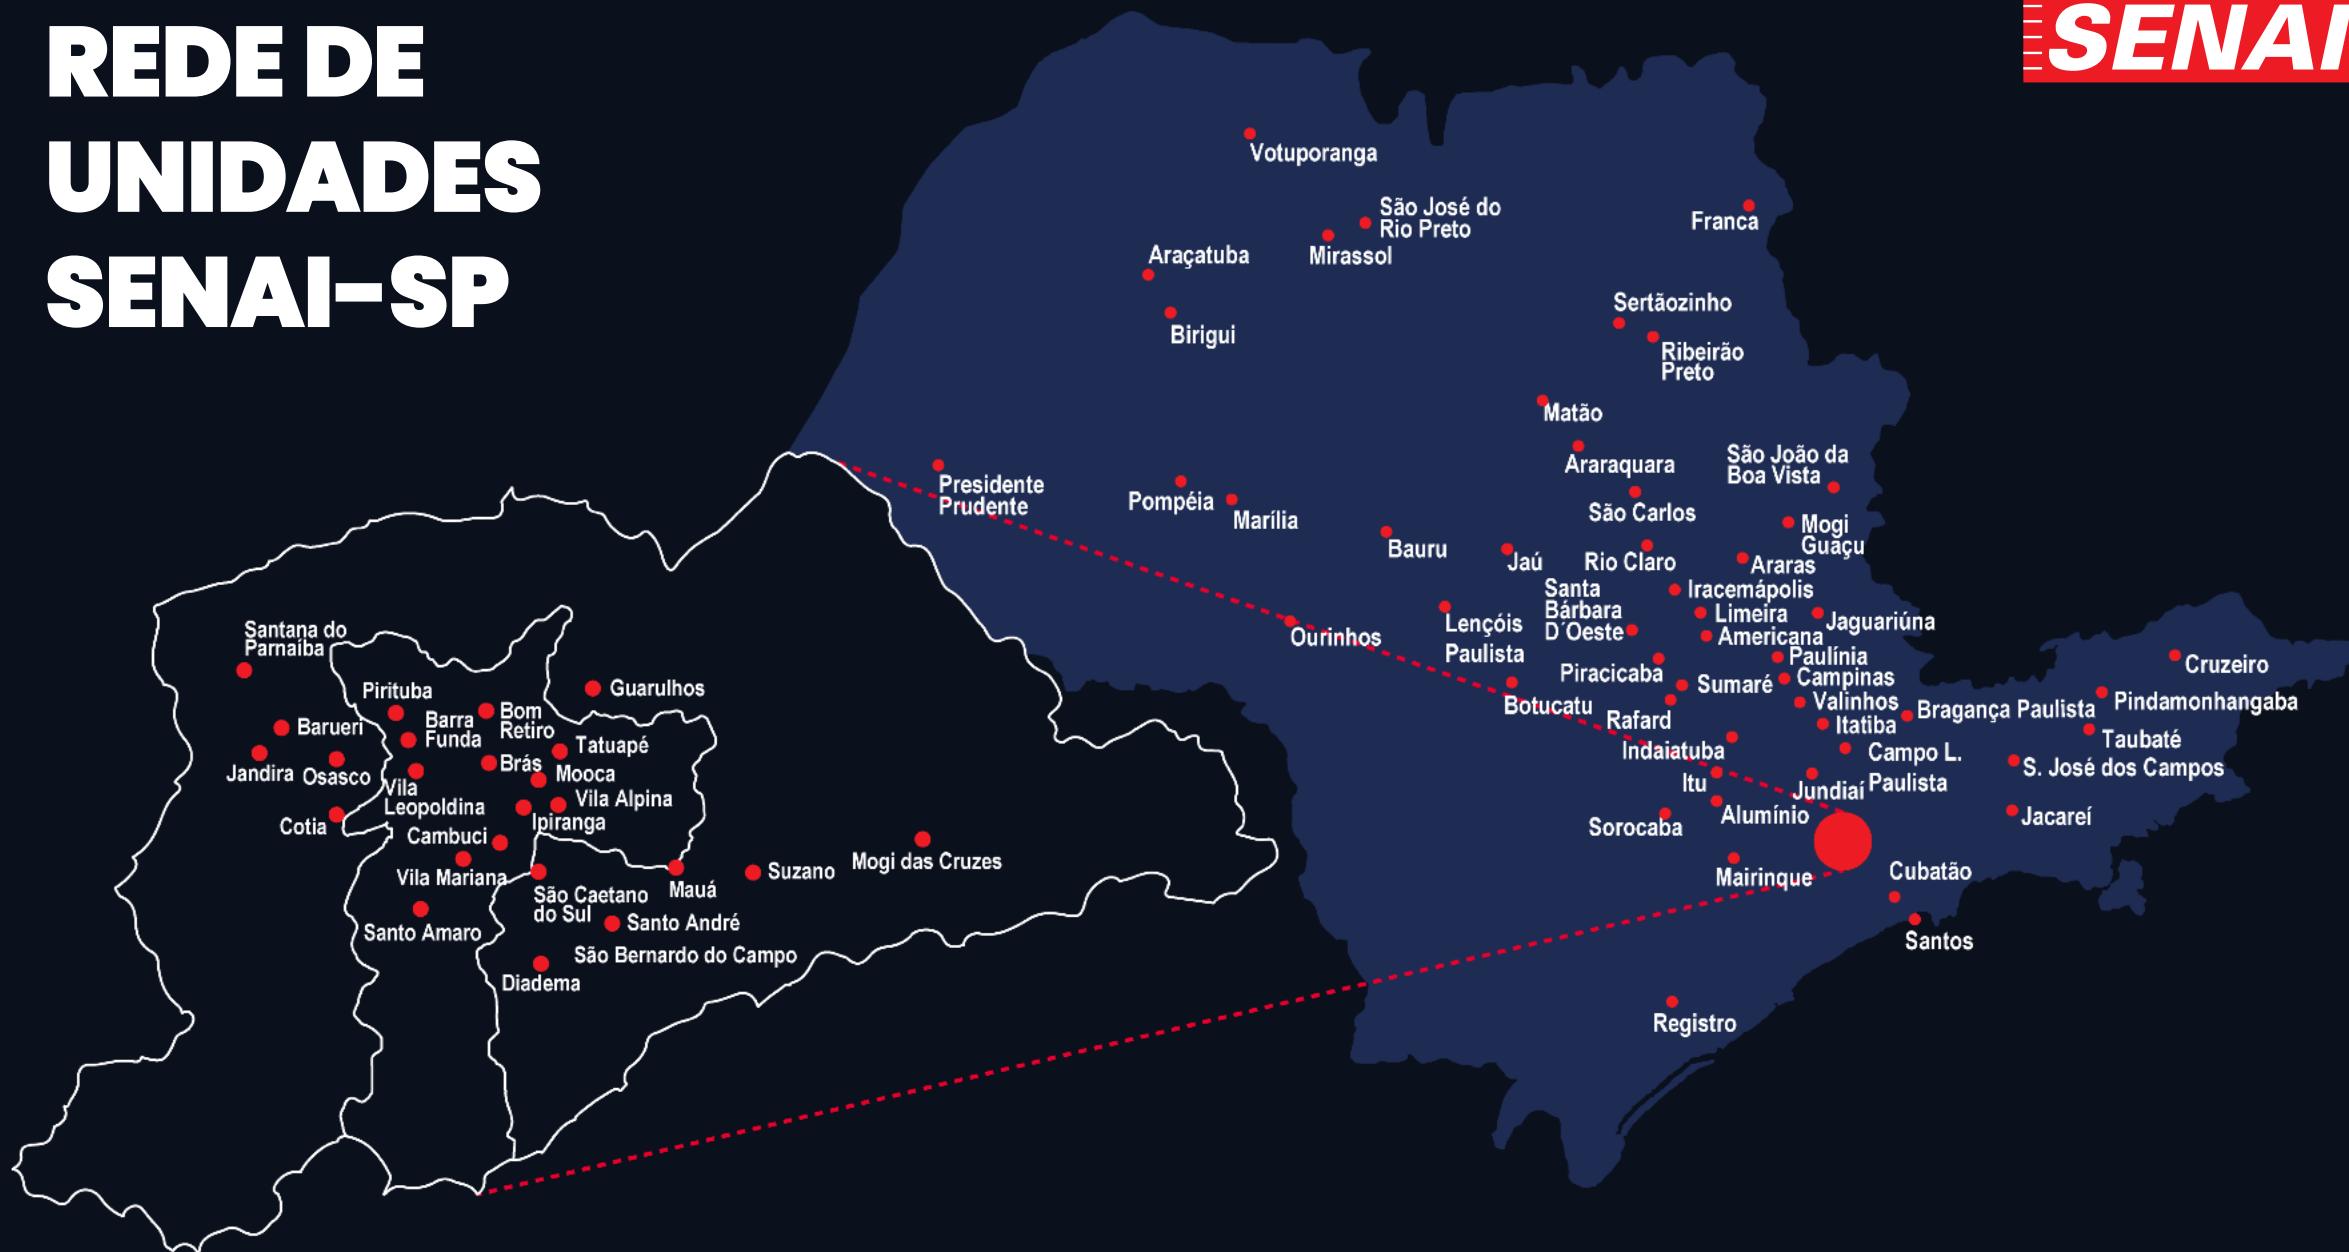 REDE DE
UNIDADES
SENAI-SP
SENAI
Votuporanga
São José do
Rio Preto
Mirassol
Franca
Araçatuba
Birigui
Sertãozinho
Ribeirão
Preto
Matão
Araraquara
São João da
Boa Vista
Presidente
Prudente
Pompéia
Marília
São Carlos
Mogi
Guaçu
Bauru
Jaú
Rio Claro
Araras
Santa
Bárbara
D´Oeste
Iracemápolis
Limeira
Jaguariúna
Americana
Lençóis
Paulista
Ourinhos
Paulínia
Campinas
Piracicaba
Sumaré
Valinhos
Botucatu
Rafard
Itatiba
Bragança Paulista
Cruzeiro
Pindamonhangaba
Taubaté
Indaiatuba
Campo L.
Paulista
S. José dos Campos
Itu
Jundiaí
Alumínio
Jacareí
Sorocaba
Mairinque
Cubatão
Santos
Registro
Santana do
Parnaíba
Pirituba
Guarulhos
Barueri
Barra
Funda
Bom
Retiro
Tatuapé
Jandira
Osasco
Brás
Mooca
Vila
Leopoldina
Vila Alpina
Ipiranga
Cotia
Cambuci
Vila Mariana
São Caetano
do Sul
Mauá
Suzano
Mogi das Cruzes
Santo Amaro
Santo André
São Bernardo do Campo
Diadema